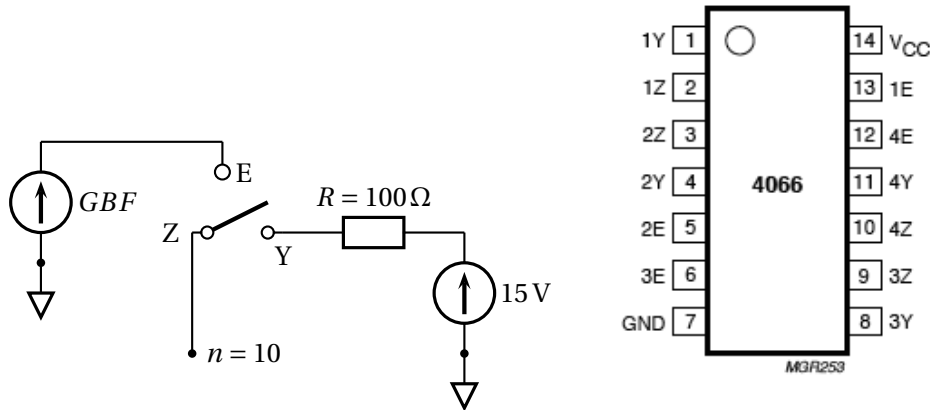 E
GBF
R = 100 Ω
Z
Y
15 V
n = 10
1Y 1
1Z 2
2Z 3
2Y 4
2E 5
3E 6
GND 7
4066
14 VCC
13 1E
12 4E
11 4Y
10 4Z
9 3Z
8 3Y
MGR253